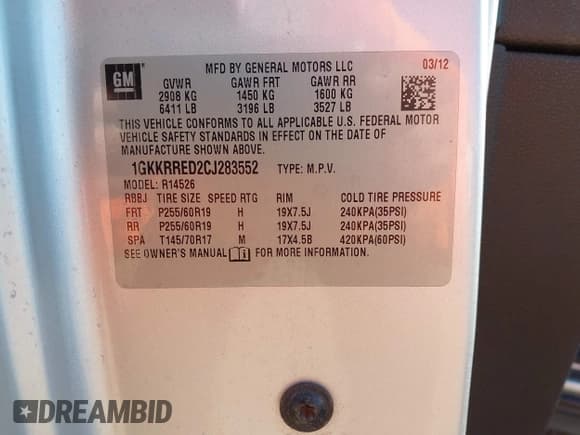 GM
MFD BY GENERAL MOTORS LLC 03/12
GVWR GAWR FRT GAWR RR
2908 KG 1450 KG 1600 KG
6411 LB 3196 LB 3527 LB
THIS VEHICLE CONFORMS TO ALL APPLICABLE U.S. FEDERAL MOTOR
VEHICLE SAFETY STANDARDS IN EFFECT ON THE DATE OF
MANUFACTURE SHOWN ABOVE.
1GKKRRED2CJ283552 TYPE: M.P.V.
MODEL: R14526
RBBJ TIRE SIZE SPEED RTG RIM COLD TIRE PRESSURE
FRT P255/60R19 H 19X7.5J 240KPA(35PSI)
RR P255/60R19 H 19X7.5J 240KPA(35PSI)
SPA T145/70R17 M 17X4.5B 420KPA(60PSI)
SEE OWNER'S MANUAL FOR MORE INFORMATION.
DREAMBID